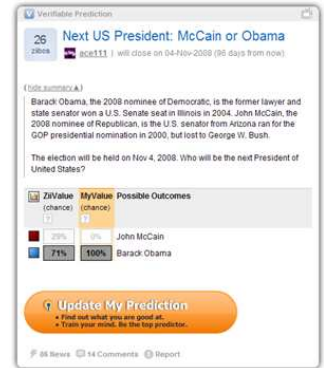 Verifiable Prediction
26
ziibos
Next US President: McCain or Obama
ace111 | will close on 04-Nov-2008 (96 days from now)
(hide summary▲)
Barack Obama, the 2008 nominee of Democratic, is the former lawyer and
state senator won a U.S. Senate seat in Illinois in 2004. John McCain, the
2008 nominee of Republican, is the U.S. senator from Arizona ran for the
GOP presidential nomination in 2000, but lost to George W. Bush.
The election will be held on Nov 4, 2008. Who will be the next President of
United States?
ZiiValue MyValue Possible Outcomes
(chance) (chance)
? ?
29% 0% John McCain
71% 100% Barack Obama
Update My Prediction
• Find out what you are good at.
• Train your mind. Be the top predictor.
86 News 14 Comments Report